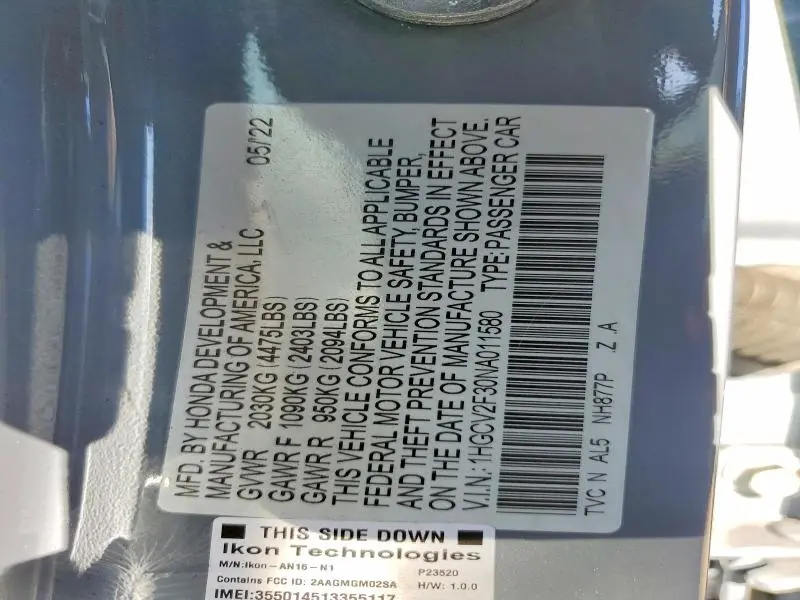 MFD. BY HONDA DEVELOPMENT &
MANUFACTURING OF AMERICA, LLC 05/22
GVWR 2030KG (4475LBS)
GAWR F 1090KG (2403LBS)
GAWR R 950KG (2094LBS)
THIS VEHICLE CONFORMS TO ALL APPLICABLE
FEDERAL MOTOR VEHICLE SAFETY, BUMPER,
AND THEFT PREVENTION STANDARDS IN EFFECT
ON THE DATE OF MANUFACTURE SHOWN ABOVE.
V.I.N.: 1HGCV2F30NA011580 TYPE:PASSENGER CAR
TVC N AL5 NH877P .Z .A
THIS SIDE DOWN
Ikon Technologies
M/N:Ikon-AN16-N1 P23520
Contains FCC ID: 2AAGMGM02SA H/W: 1.0.0
IMEI:355014513355117